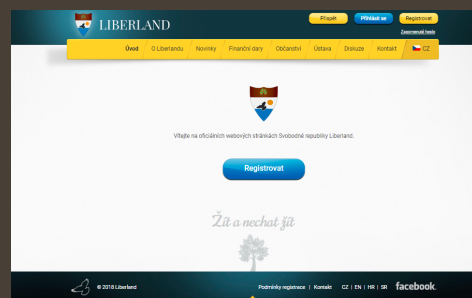 LIBERLAND
Přispět Přihlásit se Registrovat
Zapomenuté heslo
Úvod O Liberlandu Novinky Finanční dary Občanství Ústava Diskuze Kontakt CZ
Vítejte na oficiálních webových stránkách Svobodné republiky Liberland.
Registrovat
Žít a nechat žít
© 2018 Liberland Podmínky registrace | Kontakt CZ | EN | HR | SR facebook.